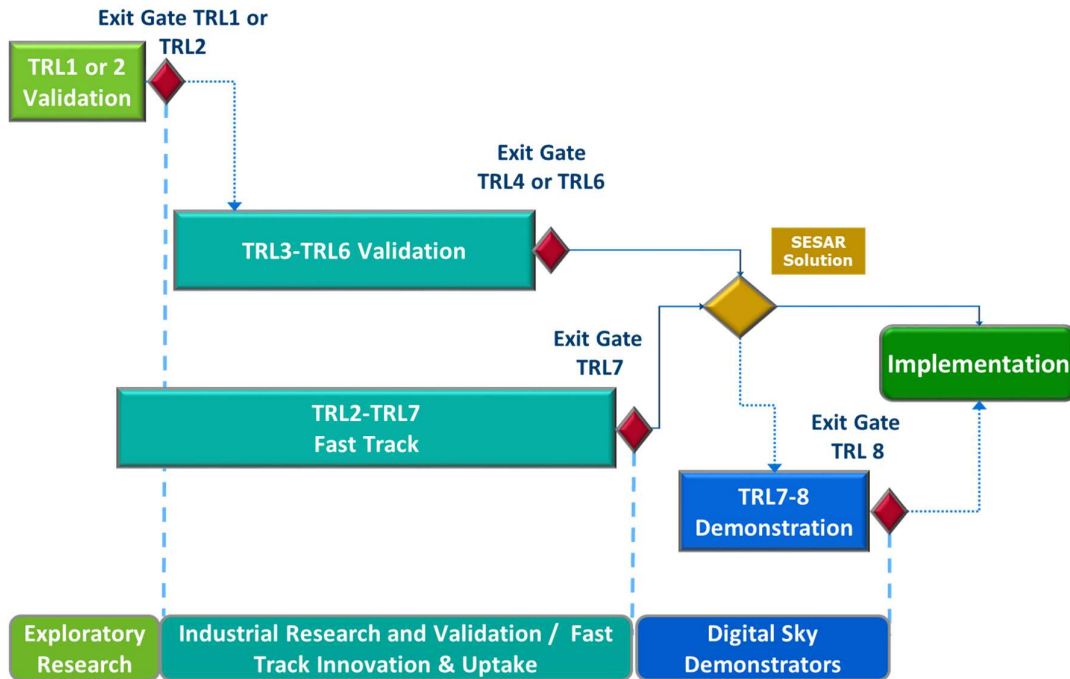 Exit Gate TRL1 or
TRL2
TRL1 or 2
Validation
Exit Gate
TRL4 or TRL6
TRL3-TRL6 Validation
SESAR
Solution
Exit Gate
TRL7
Implementation
TRL2-TRL7
Fast Track
Exit Gate
TRL 8
TRL7-8
Demonstration
Exploratory
Research
Industrial Research and Validation / Fast
Track Innovation & Uptake
Digital Sky
Demonstrators